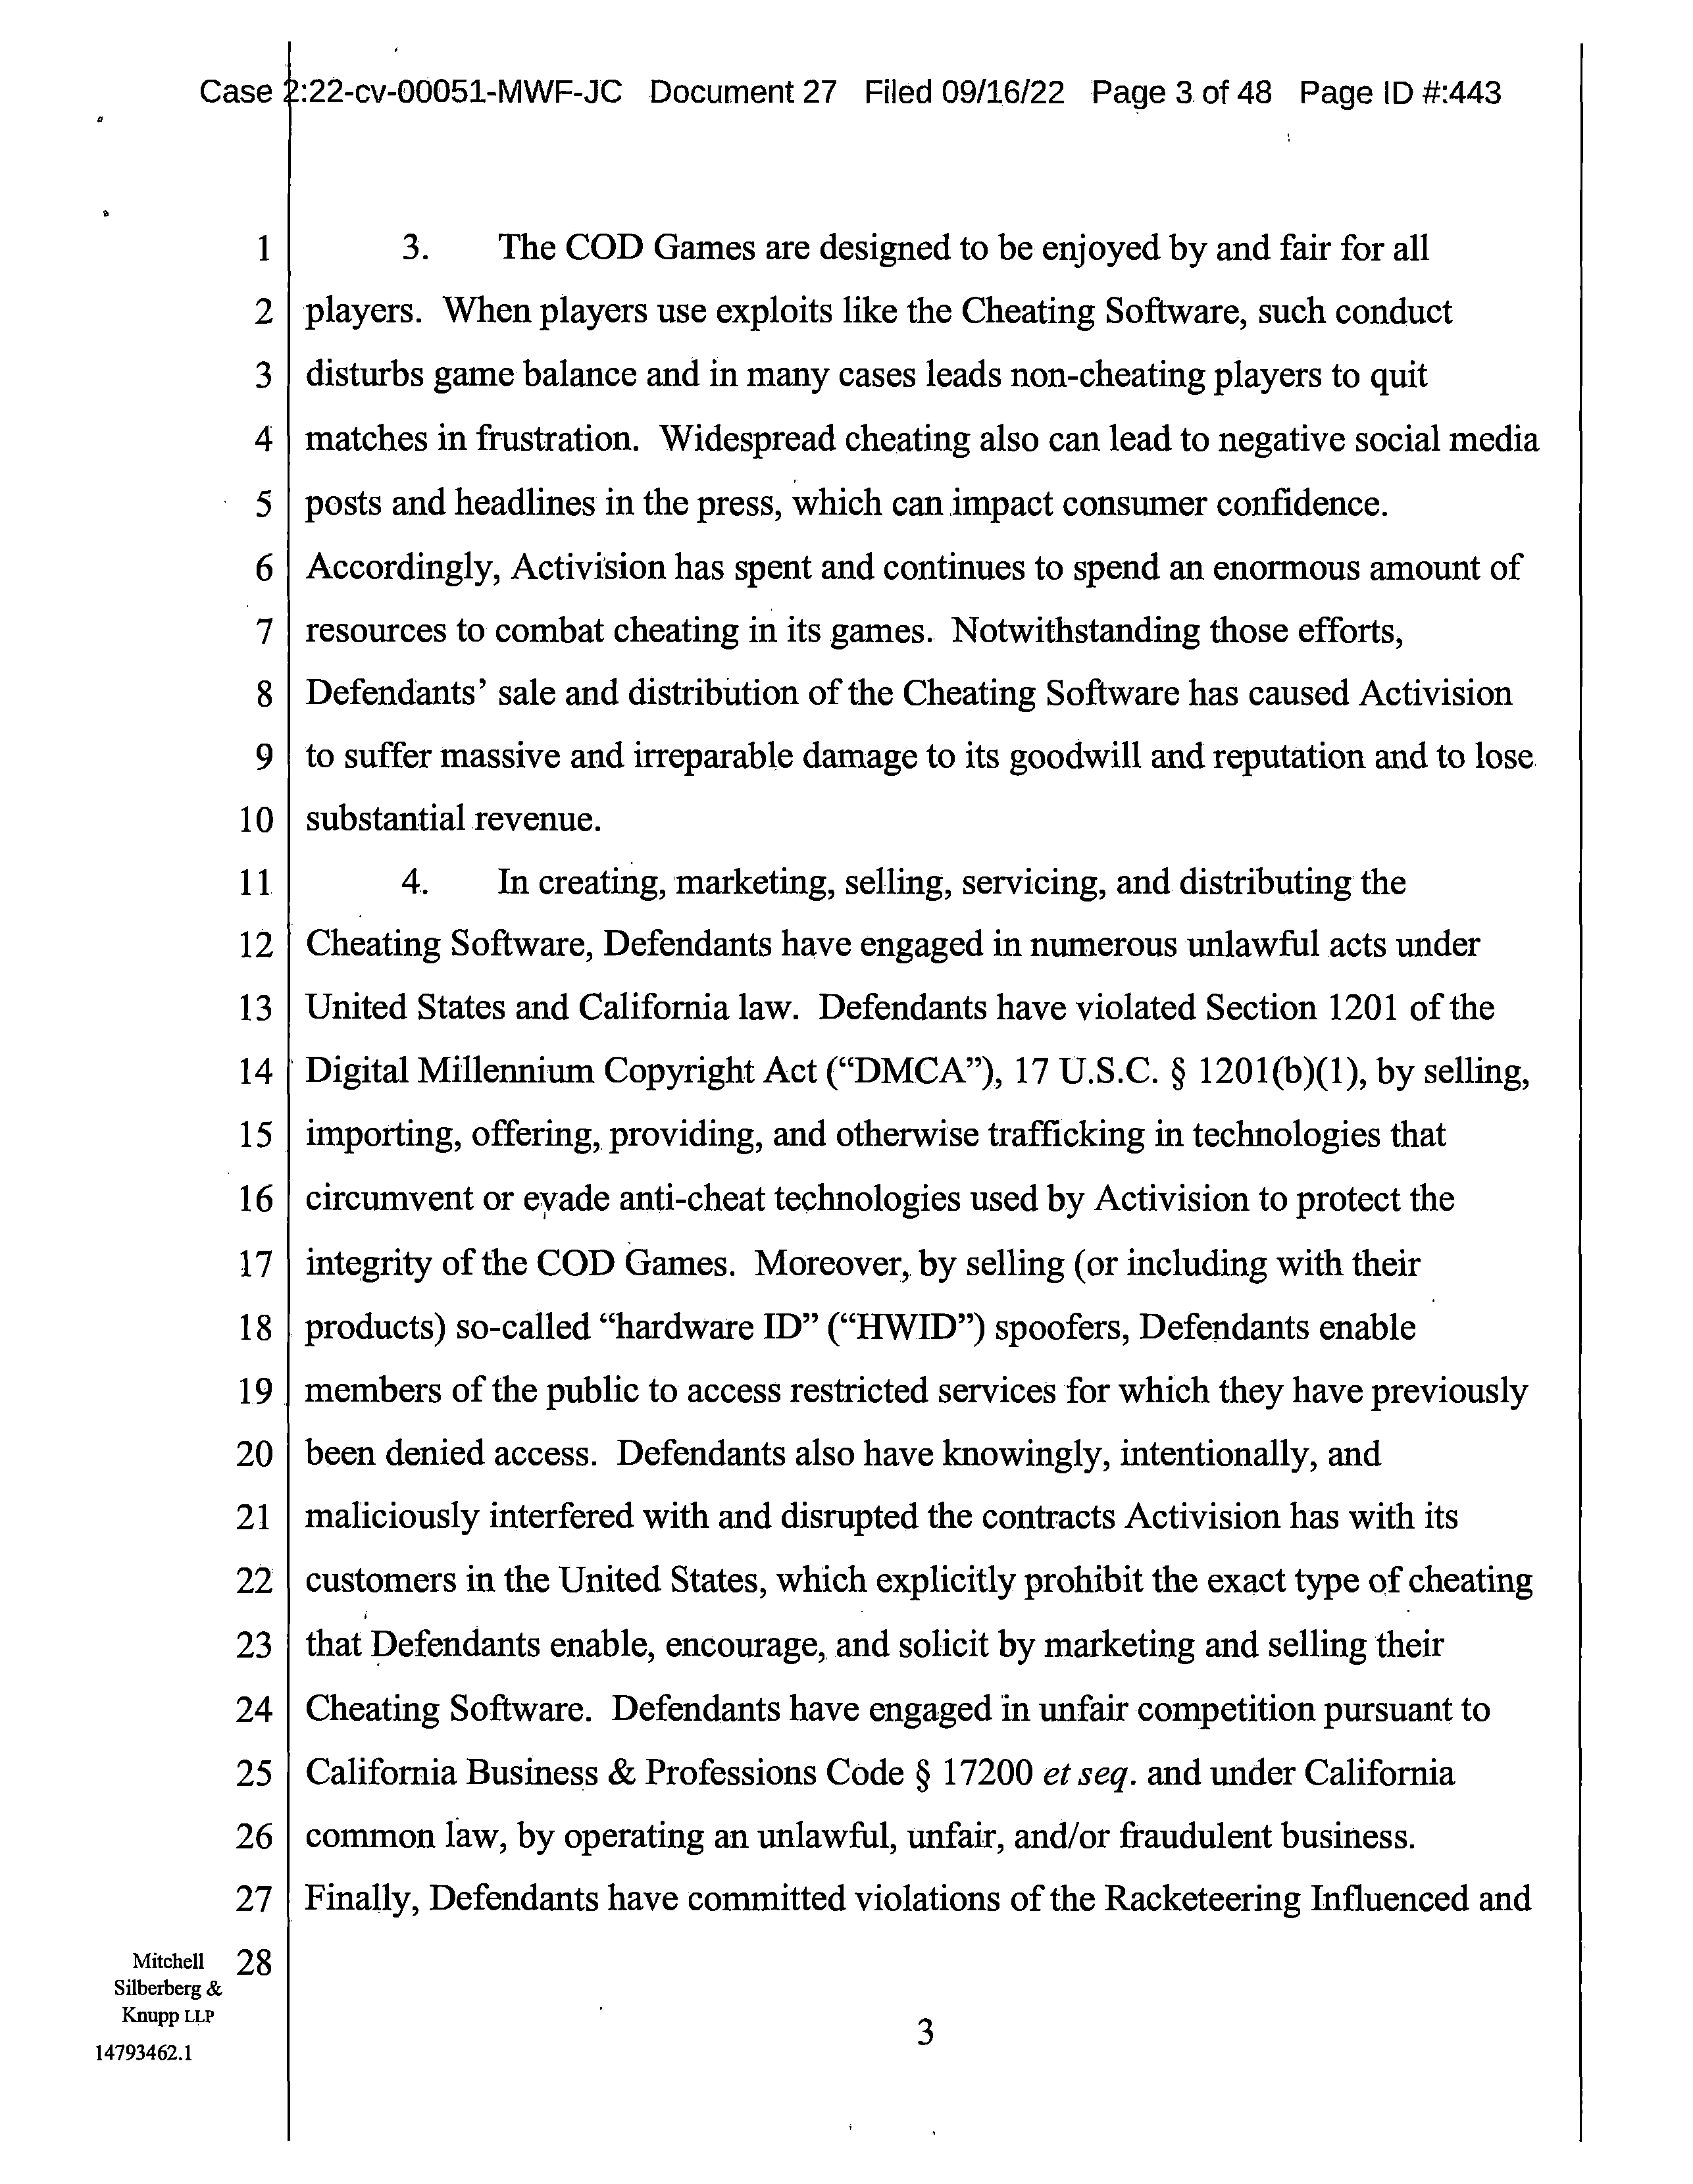 Case 2:22-cv-00051-MWF-JC Document 27 Filed 09/16/22 Page 3 of 48 Page ID #:443
1 3. The COD Games are designed to be enjoyed by and fair for all
2 players. When players use exploits like the Cheating Software, such conduct
3 disturbs game balance and in many cases leads non-cheating players to quit
4 matches in frustration. Widespread cheating also can lead to negative social media
5 posts and headlines in the press, which can impact consumer confidence.
6 Accordingly, Activision has spent and continues to spend an enormous amount of
7 resources to combat cheating in its games. Notwithstanding those efforts,
8 Defendants’ sale and distribution of the Cheating Software has caused Activision
9 to suffer massive and irreparable damage to its goodwill and reputation and to lose
10 substantial revenue.
11 4. In creating, marketing, selling, servicing, and distributing the
12 Cheating Software, Defendants have engaged in numerous unlawful acts under
13 United States and California law. Defendants have violated Section 1201 of the
14 Digital Millennium Copyright Act (“DMCA”), 17 U.S.C. § 1201(b)(1), by selling,
15 importing, offering, providing, and otherwise trafficking in technologies that
16 circumvent or evade anti-cheat technologies used by Activision to protect the
17 integrity of the COD Games. Moreover, by selling (or including with their
18 products) so-called “hardware ID” (“HWID”) spoofers, Defendants enable
19 members of the public to access restricted services for which they have previously
20 been denied access. Defendants also have knowingly, intentionally, and
21 maliciously interfered with and disrupted the contracts Activision has with its
22 customers in the United States, which explicitly prohibit the exact type of cheating
23 that Defendants enable, encourage, and solicit by marketing and selling their
24 Cheating Software. Defendants have engaged in unfair competition pursuant to
25 California Business & Professions Code § 17200 et seq. and under California
26 common law, by operating an unlawful, unfair, and/or fraudulent business.
27 Finally, Defendants have committed violations of the Racketeering Influenced and
28
Mitchell
Silberberg &
Knupp LLP
14793462.1
3